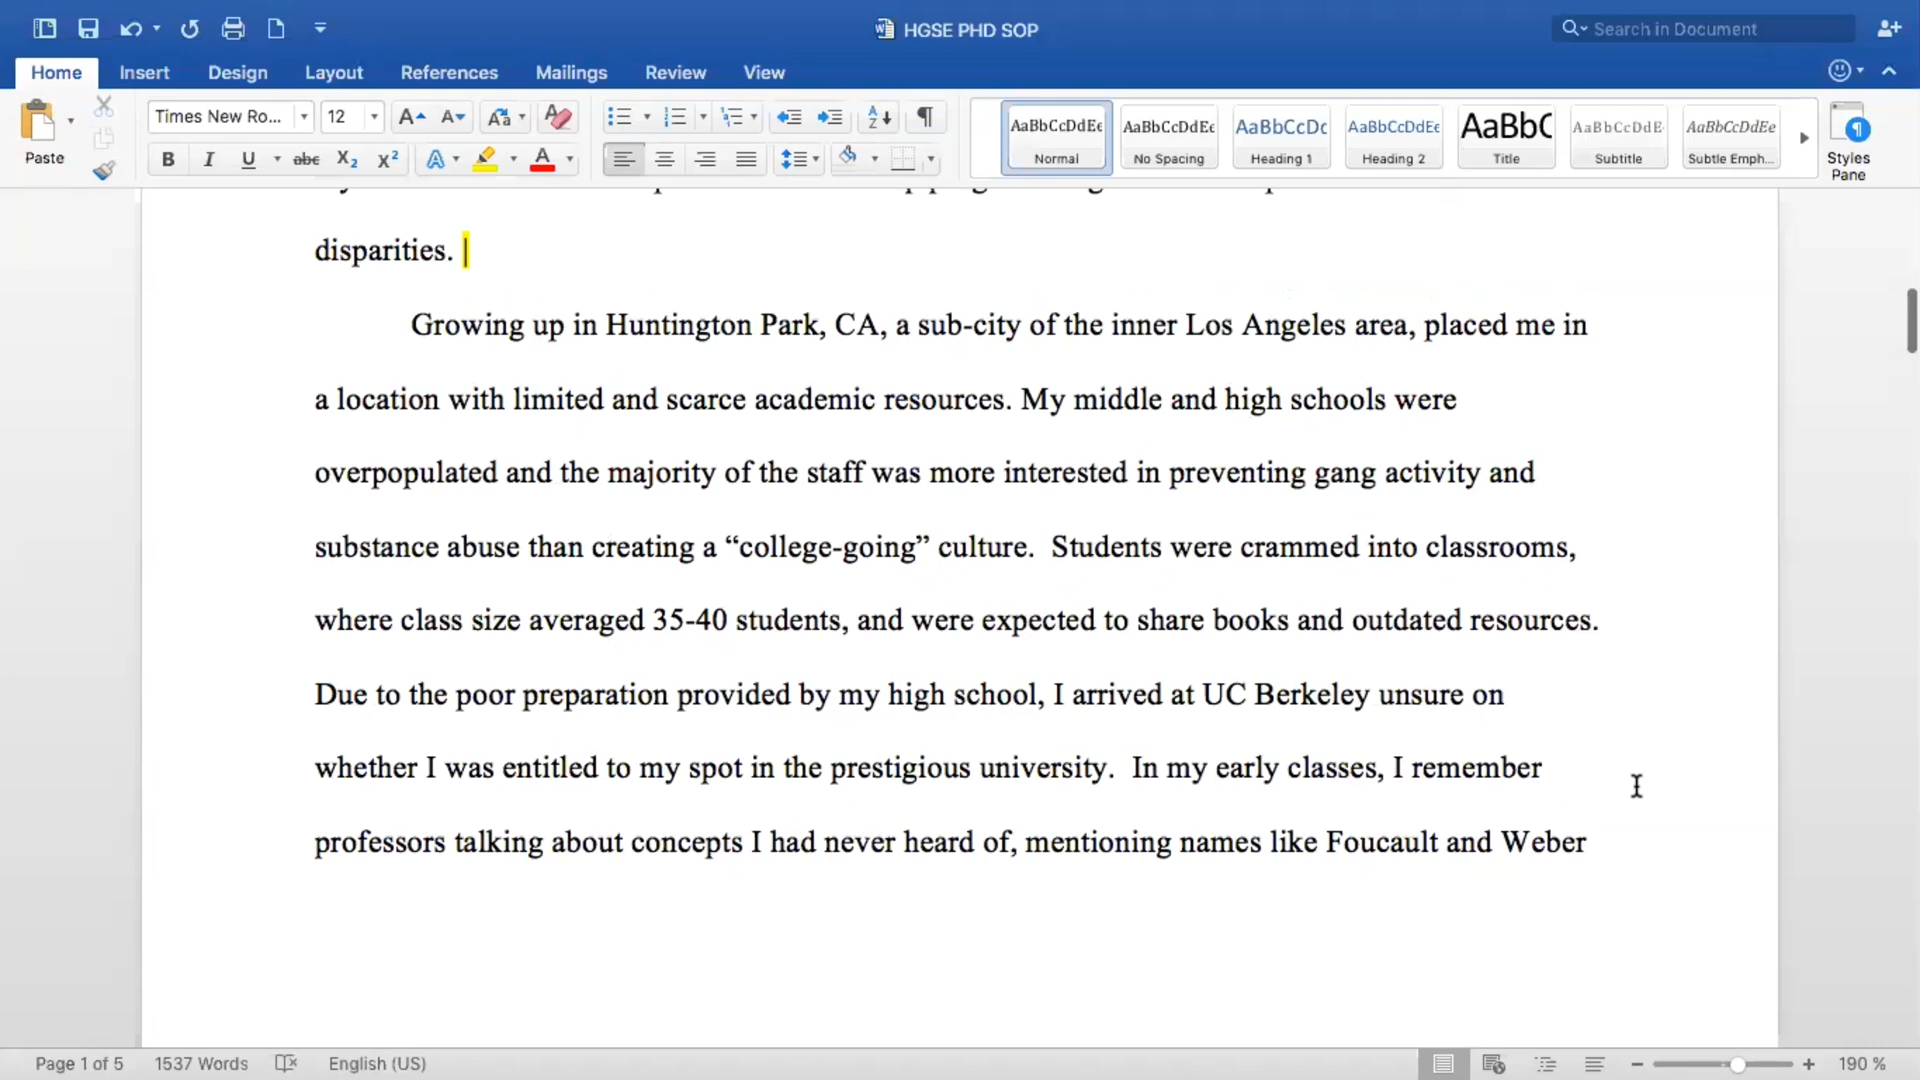 HGSE PHD SOP
Search in Document
Home Insert Design Layout References Mailings Review View
Paste
Times New Ro... 12
B I U abc X₂ X² A A
AaBbCcDdEe AaBbCcDdEe AaBbCcDc AaBbCcDdEe AaBbC AaBbCcDdE AaBbCcDdEe
Normal No Spacing Heading 1 Heading 2 Title Subtitle Subtle Emph...
Styles
Pane
disparities.
Growing up in Huntington Park, CA, a sub-city of the inner Los Angeles area, placed me in
a location with limited and scarce academic resources. My middle and high schools were
overpopulated and the majority of the staff was more interested in preventing gang activity and
substance abuse than creating a “college-going” culture.  Students were crammed into classrooms,
where class size averaged 35-40 students, and were expected to share books and outdated resources.
Due to the poor preparation provided by my high school, I arrived at UC Berkeley unsure on
whether I was entitled to my spot in the prestigious university.  In my early classes, I remember
professors talking about concepts I had never heard of, mentioning names like Foucault and Weber
Page 1 of 5 1537 Words English (US) 190 %